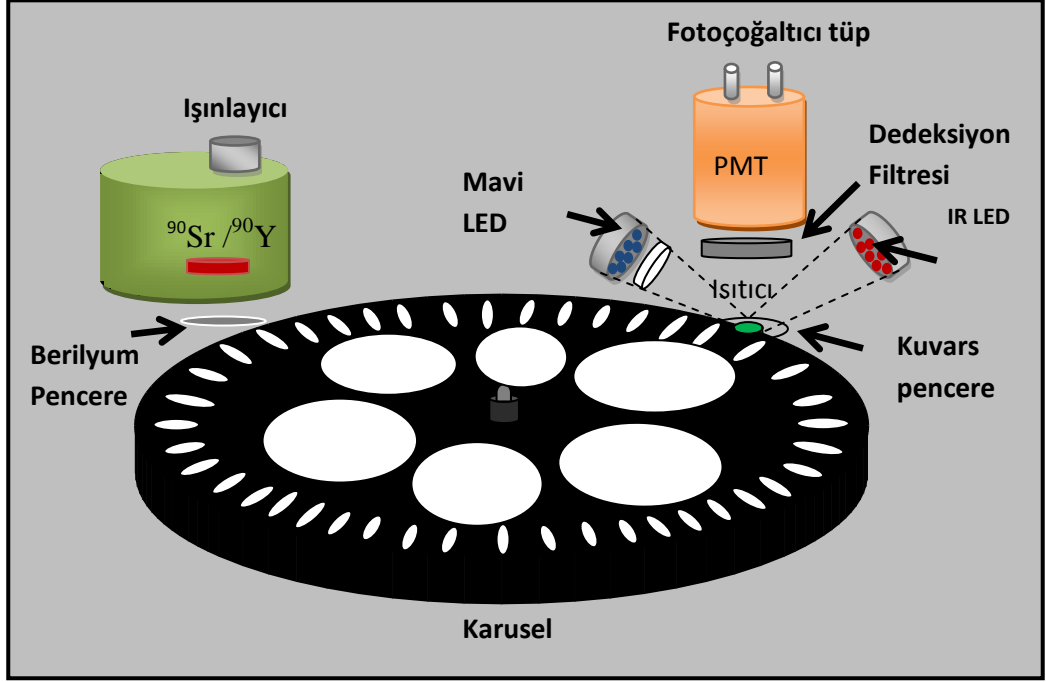 Fotoçoğaltıcı tüp
Işınlayıcı
Dedeksiyon
Filtresi
PMT
Mavi
LED
IR LED
⁹⁰Sr /⁹⁰Y
Isıtıcı
Berilyum
Pencere
Kuvars
pencere
Karusel